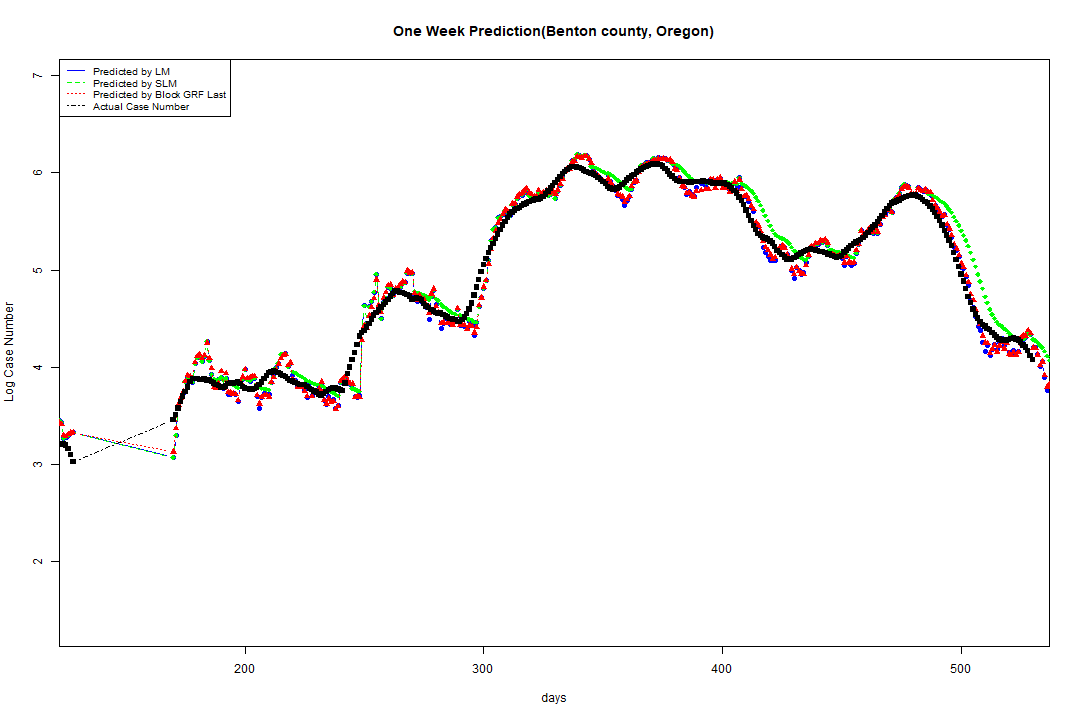 One Week Prediction(Benton county, Oregon)
Predicted by LM
Predicted by SLM
Predicted by Block GRF Last
Actual Case Number
7
6
5
4
3
2
Log Case Number
200 300 400 500
days